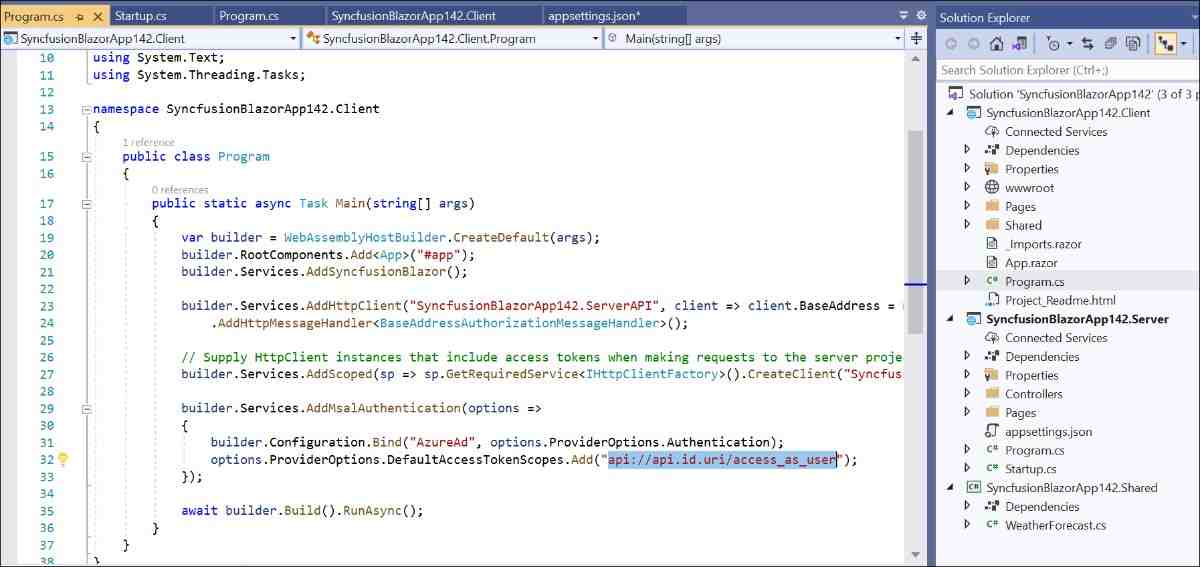 Program.cs
Startup.cs
Program.cs
SyncfusionBlazorApp142.Client
appsettings.json*
SyncfusionBlazorApp142.Client
SyncfusionBlazorApp142.Client.Program
Main(string[] args)
10 using System.Text;
11 using System.Threading.Tasks;
12
13 namespace SyncfusionBlazorApp142.Client
14 {
1 reference
15 public class Program
16 {
0 references
17 public static async Task Main(string[] args)
18 {
19 var builder = WebAssemblyHostBuilder.CreateDefault(args);
20 builder.RootComponents.Add<App>("#app");
21 builder.Services.AddSyncfusionBlazor();
22
23 builder.Services.AddHttpClient("SyncfusionBlazorApp142.ServerAPI", client => client.BaseAddress =
24 .AddHttpMessageHandler<BaseAddressAuthorizationMessageHandler>();
25
26 // Supply HttpClient instances that include access tokens when making requests to the server proje
27 builder.Services.AddScoped(sp => sp.GetRequiredService<IHttpClientFactory>().CreateClient("Syncfus
28
29 builder.Services.AddMsalAuthentication(options =>
30 {
31 builder.Configuration.Bind("AzureAd", options.ProviderOptions.Authentication);
32 options.ProviderOptions.DefaultAccessTokenScopes.Add("api://api.id.uri/access_as_user");
33 });
34
35 await builder.Build().RunAsync();
36 }
37 }
38 }
Solution Explorer
Search Solution Explorer (Ctrl+;)
Solution 'SyncfusionBlazorApp142' (3 of 3 p
SyncfusionBlazorApp142.Client
Connected Services
Dependencies
Properties
wwwroot
Pages
Shared
_Imports.razor
App.razor
C# Program.cs
Project_Readme.html
SyncfusionBlazorApp142.Server
Connected Services
Dependencies
Properties
Controllers
Pages
appsettings.json
C# Program.cs
C# Startup.cs
C# SyncfusionBlazorApp142.Shared
Dependencies
C# WeatherForecast.cs